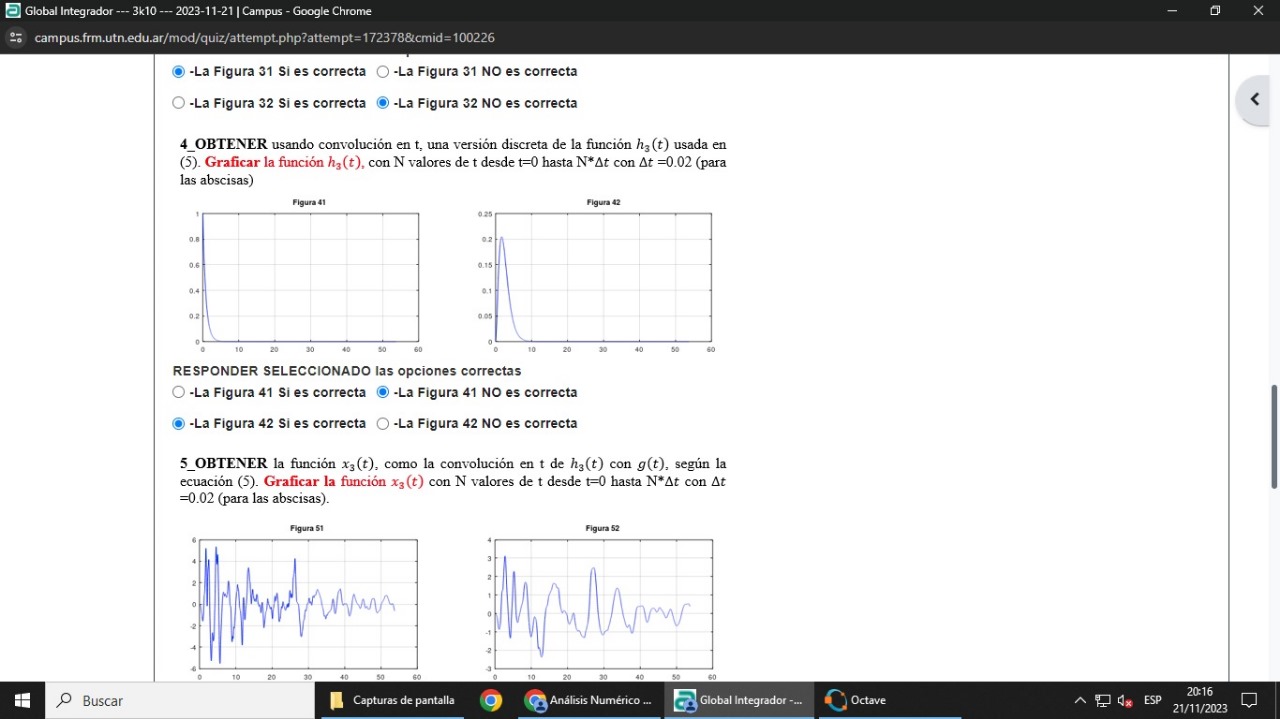 Global Integrador --- 3k10 --- 2023-11-21 | Campus - Google Chrome
campus.frm.utn.edu.ar/mod/quiz/attempt.php?attempt=172378&cmid=100226
-La Figura 31 Si es correcta -La Figura 31 NO es correcta
-La Figura 32 Si es correcta -La Figura 32 NO es correcta
4_OBTENER usando convolución en t, una versión discreta de la función h₃(t) usada en
(5). Graficar la función h₃(t), con N valores de t desde t=0 hasta N*Δt con Δt =0.02 (para
las abscisas)
Figura 41 Figura 42
1 0.25
0.8 0.2
0.6 0.15
0.4 0.1
0.2 0.05
0 0
0 10 20 30 40 50 60 0 10 20 30 40 50 60
RESPONDER SELECCIONADO las opciones correctas
-La Figura 41 Si es correcta -La Figura 41 NO es correcta
-La Figura 42 Si es correcta -La Figura 42 NO es correcta
5_OBTENER la función x₃(t), como la convolución en t de h₃(t) con g(t), según la
ecuación (5). Graficar la función x₃(t) con N valores de t desde t=0 hasta N*Δt con Δt
=0.02 (para las abscisas).
Figura 51 Figura 52
6 4
4 3
2 2
0 1
-2 0
-4 -1
-6 -2
-3
0 10 20 30 40 50 60 0 10 20 30 40 50 60
Buscar Capturas de pantalla Análisis Numérico ... Global Integrador -... Octave ESP 20:16
21/11/2023